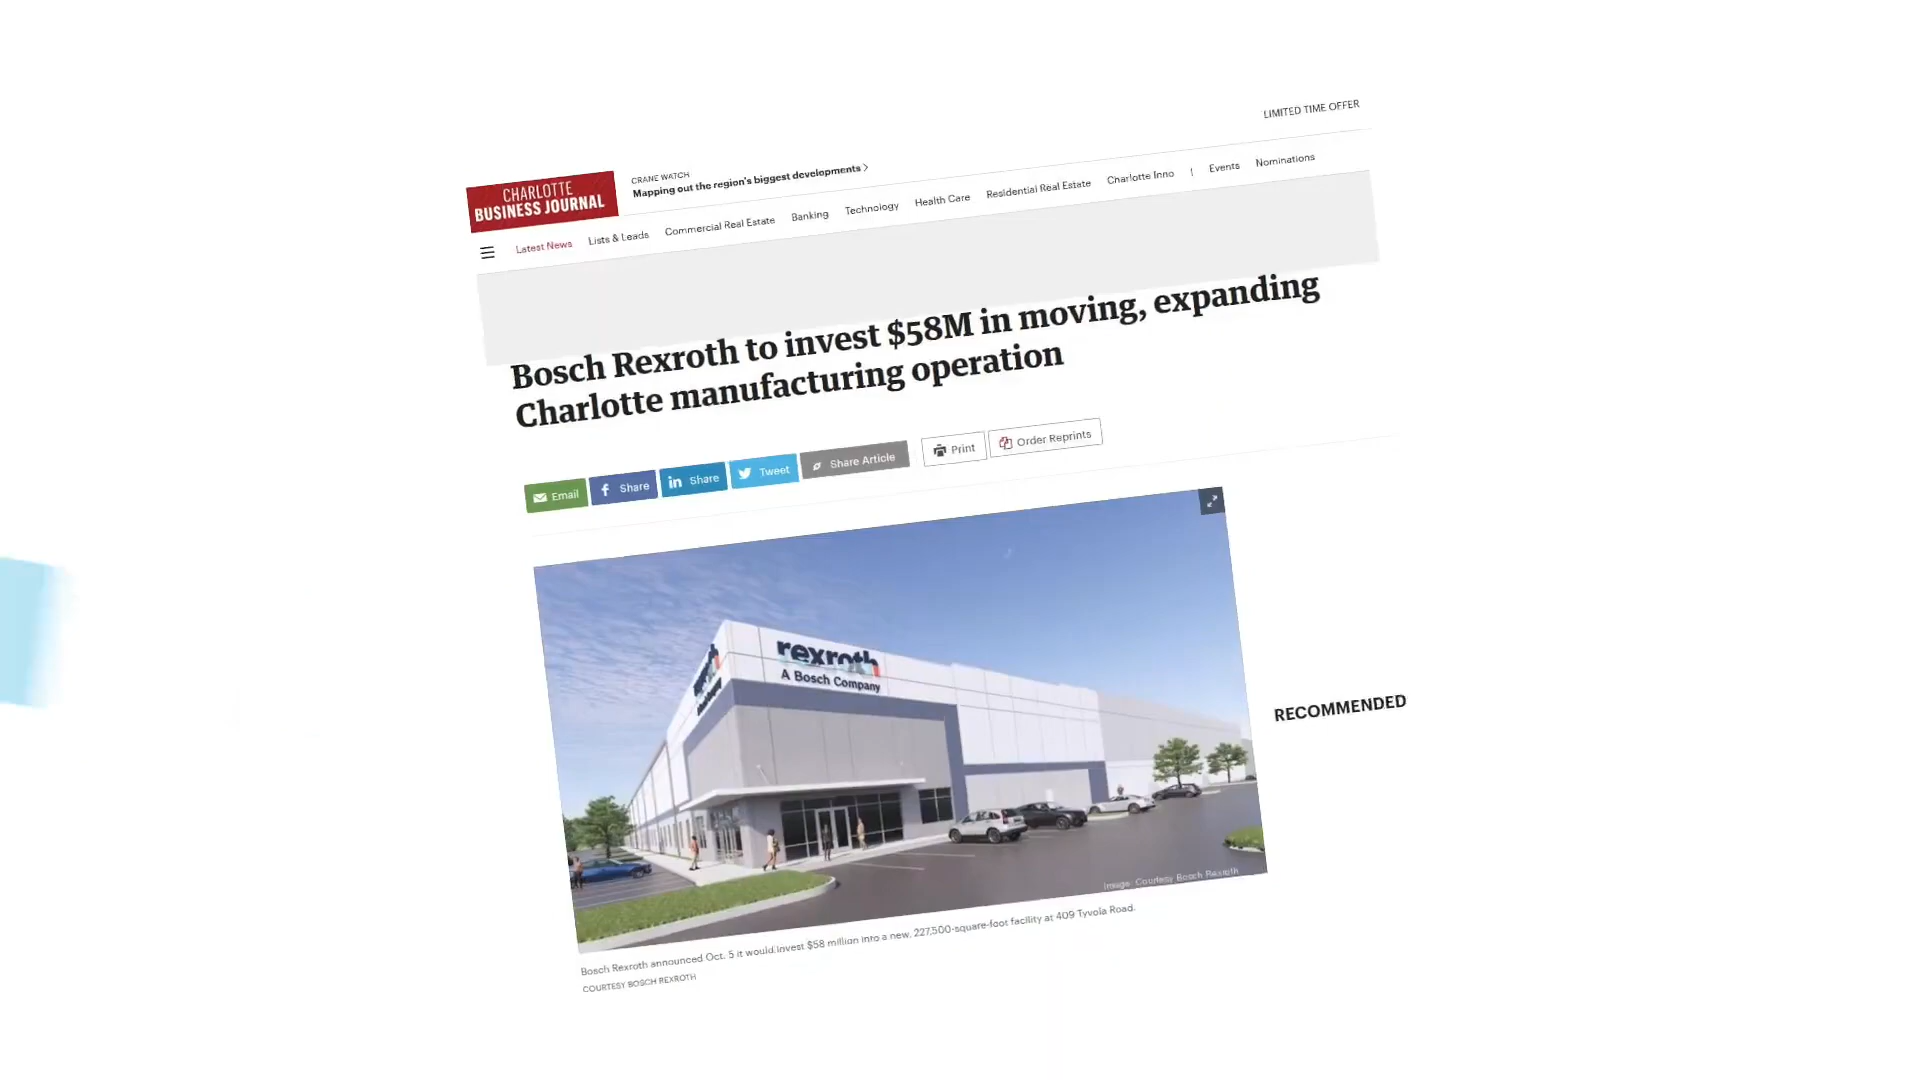 LIMITED TIME OFFER
CHARLOTTE
BUSINESS JOURNAL
CRANE WATCH
Mapping out the region's biggest developments >
Latest News Lists & Leads Commercial Real Estate Banking Technology Health Care Residential Real Estate Charlotte Inno | Events Nominations
Bosch Rexroth to invest $58M in moving, expanding
Charlotte manufacturing operation
Email Share Share Tweet Share Article Print Order Reprints
rexroth
A Bosch Company
RECOMMENDED
Image: Courtesy Bosch Rexroth
Bosch Rexroth announced Oct. 5 it would invest $58 million into a new, 227,500-square-foot facility at 409 Tyvola Road.
COURTESY BOSCH REXROTH